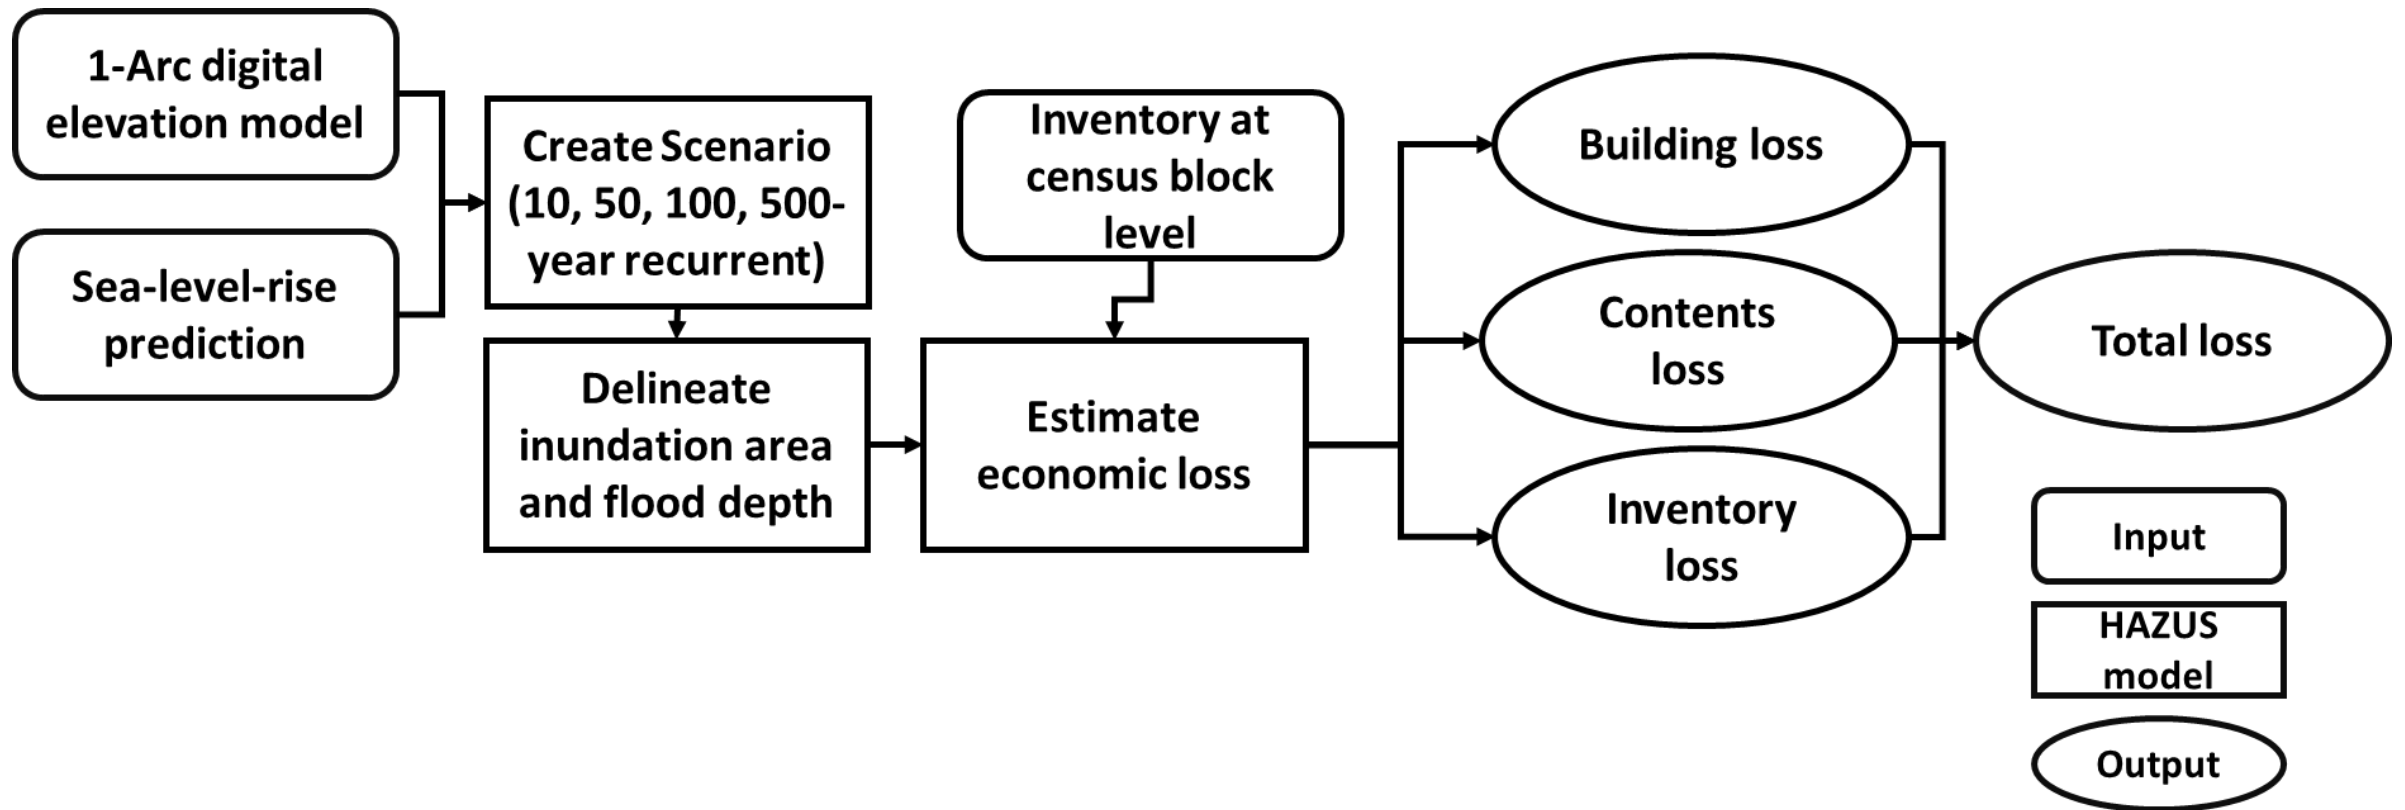 1-Arc digital
elevation model
Sea-level-rise
prediction
Create Scenario
(10, 50, 100, 500-
year recurrent)
Delineate
inundation area
and flood depth
Inventory at
census block
level
Estimate
economic loss
Building loss
Contents
loss
Inventory
loss
Total loss
Input
HAZUS
model
Output